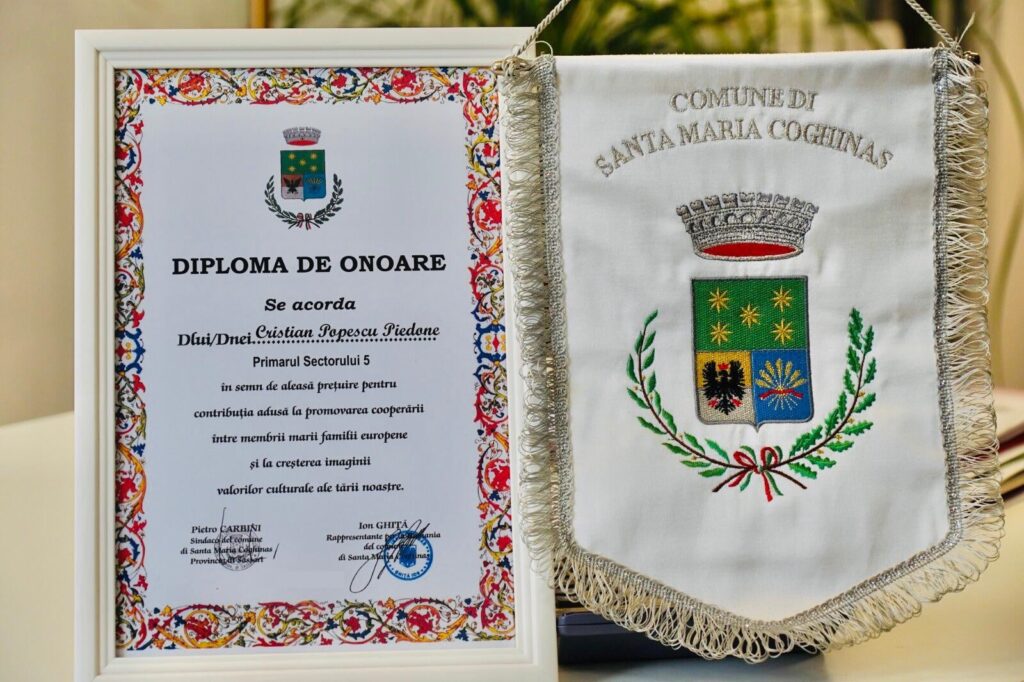 DIPLOMA DE ONOARE
Se acorda
Dlui/Dnei Cristian Popescu Piedone
Primarul Sectorului 5
in semn de aleasă prețuire pentru
contribuția adusă la promovarea cooperării
între membrii marii familii europene
și la creșterea imaginii
valorilor culturale ale tării noastre.
Pietro CARBINI
Sindaco del comune
di Santa Maria Coghinas
Provincia di Sassari
Ion GHIȚĂ
Rappresentante per la Romania
del comune
di Santa Maria Coghinas
COMUNE DI
SANTA MARIA COGHINAS